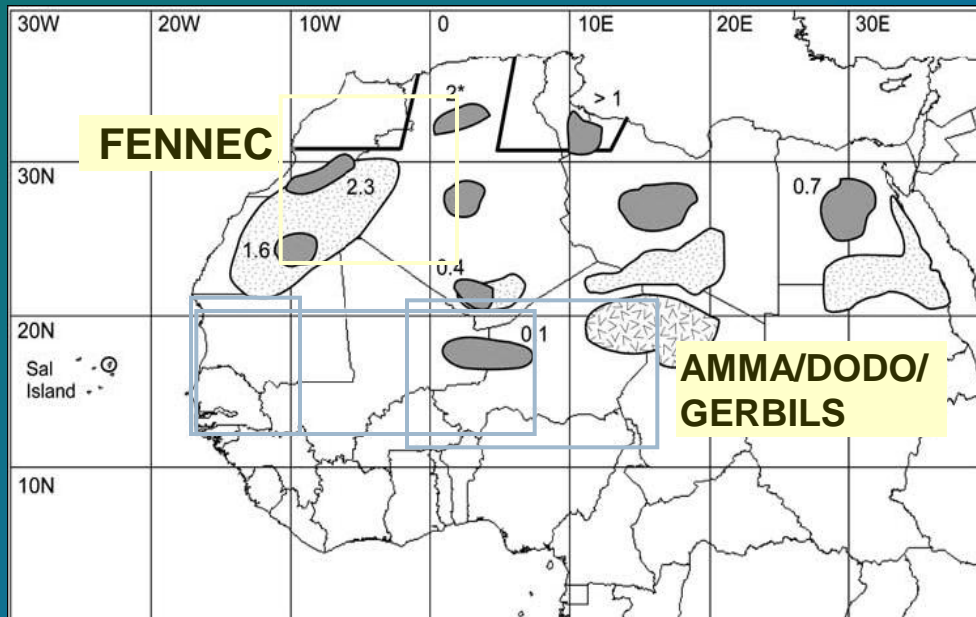 30W 20W 10W 0 10E 20E 30E
2*
> 1
FENNEC
30N
2.3
0.7
1.6
0.4
20N
0.1
Sal
Island
AMMA/DODO/
GERBILS
10N